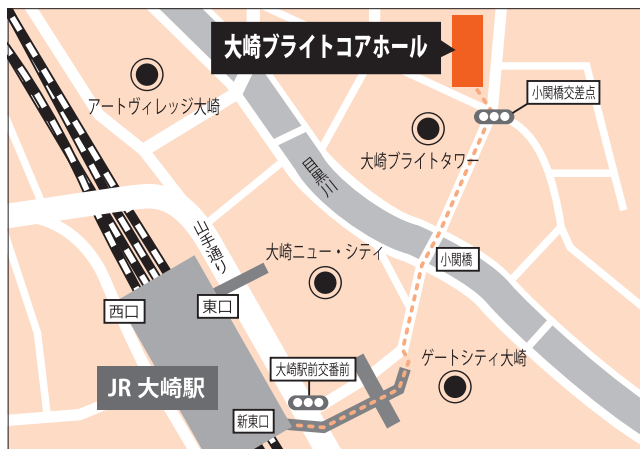 大崎ブライトコアホール
アートヴィレッジ大崎
小関橋交差点
大崎ブライトタワー
目黒川
山手通り
大崎ニュー・シティ
小関橋
西口
東口
ゲートシティ大崎
大崎駅前交番前
JR 大崎駅
新東口